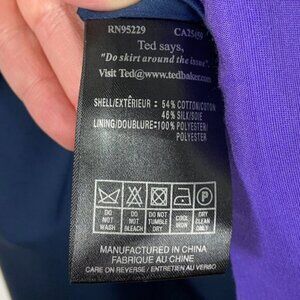 RN95229 CA25459
Ted says,
"Do skirt around the issue".
Visit Ted@www.tedbaker.com
SHELL/EXTÉRIEUR : 54% COTTON/COTON
46% SILK/SOIE
LINING/DOUBLURE:100% POLYESTER/
POLYESTER
DO NOT WASH
DO NOT BLEACH
DO NOT TUMBLE DRY
COOL IRON
DRY CLEAN ONLY
MANUFACTURED IN CHINA
FABRIQUE AU CHINE
CARE ON REVERSE / ENTRETIEN AU VERSO